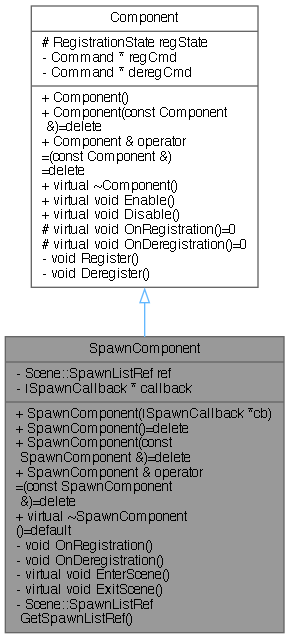 Component
# RegistrationState regState
- Command * regCmd
- Command * deregCmd
+ Component()
+ Component(const Component
&)=delete
+ Component & operator
=(const Component &)
=delete
+ virtual ~Component()
+ virtual void Enable()
+ virtual void Disable()
# virtual void OnRegistration()=0
# virtual void OnDeregistration()=0
- void Register()
- void Deregister()
SpawnComponent
- Scene::SpawnListRef ref
- ISpawnCallback * callback
+ SpawnComponent(ISpawnCallback *cb)
+ SpawnComponent()=delete
+ SpawnComponent(const
SpawnComponent &)=delete
+ SpawnComponent & operator
=(const SpawnComponent
&)=delete
+ virtual ~SpawnComponent
()=default
- void OnRegistration()
- void OnDeregistration()
- virtual void EnterScene()
- virtual void ExitScene()
- Scene::SpawnListRef
GetSpawnListRef()